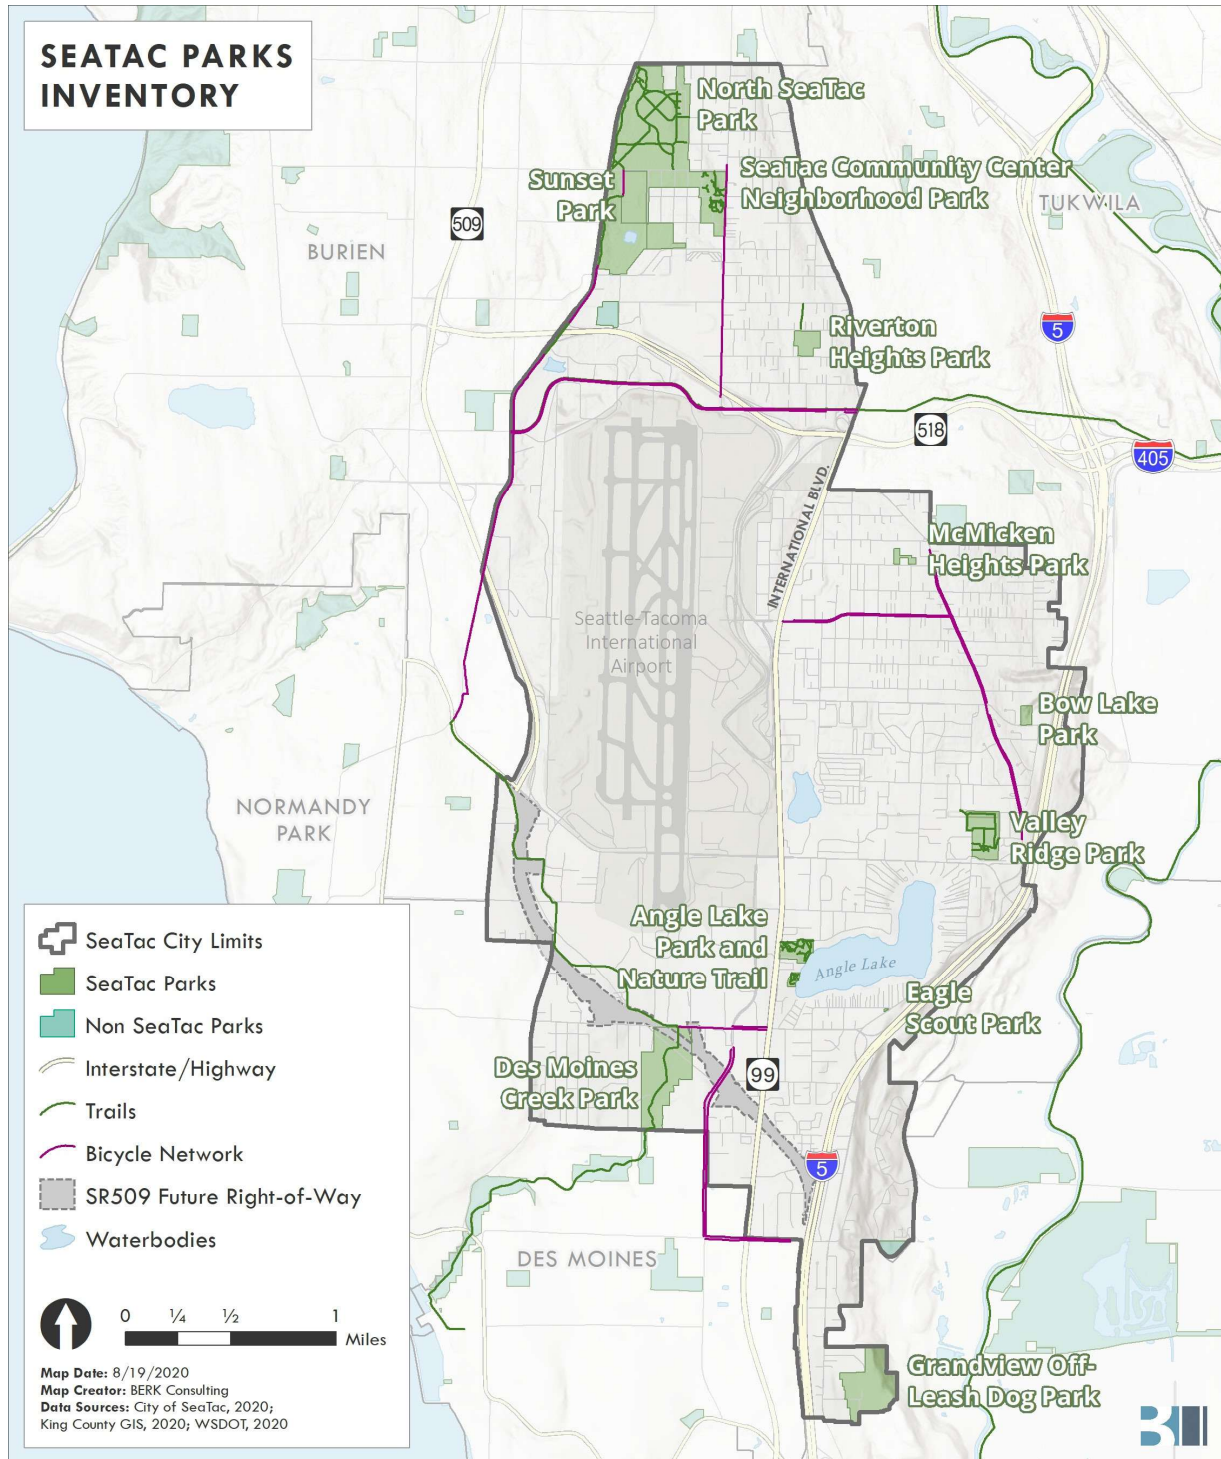 SEATAC PARKS
INVENTORY
North SeaTac
Park
SeaTac Community Center
Neighborhood Park
Sunset
Park
TUKWILA
509
BURIEN
5
Riverton
Heights Park
518
405
INTERNATIONAL BLVD.
McMicken
Heights Park
Seattle-Tacoma
International
Airport
Bow Lake
Park
NORMANDY
PARK
Valley
Ridge Park
Angle Lake
Park and
Nature Trail
Angle Lake
Eagle
Scout Park
Des Moines
Creek Park
99
5
DES MOINES
Grandview Off-
Leash Dog Park
SeaTac City Limits
SeaTac Parks
Non SeaTac Parks
Interstate/Highway
Trails
Bicycle Network
SR509 Future Right-of-Way
Waterbodies
0 ¼ ½ 1
Miles
Map Date: 8/19/2020
Map Creator: BERK Consulting
Data Sources: City of SeaTac, 2020;
King County GIS, 2020; WSDOT, 2020